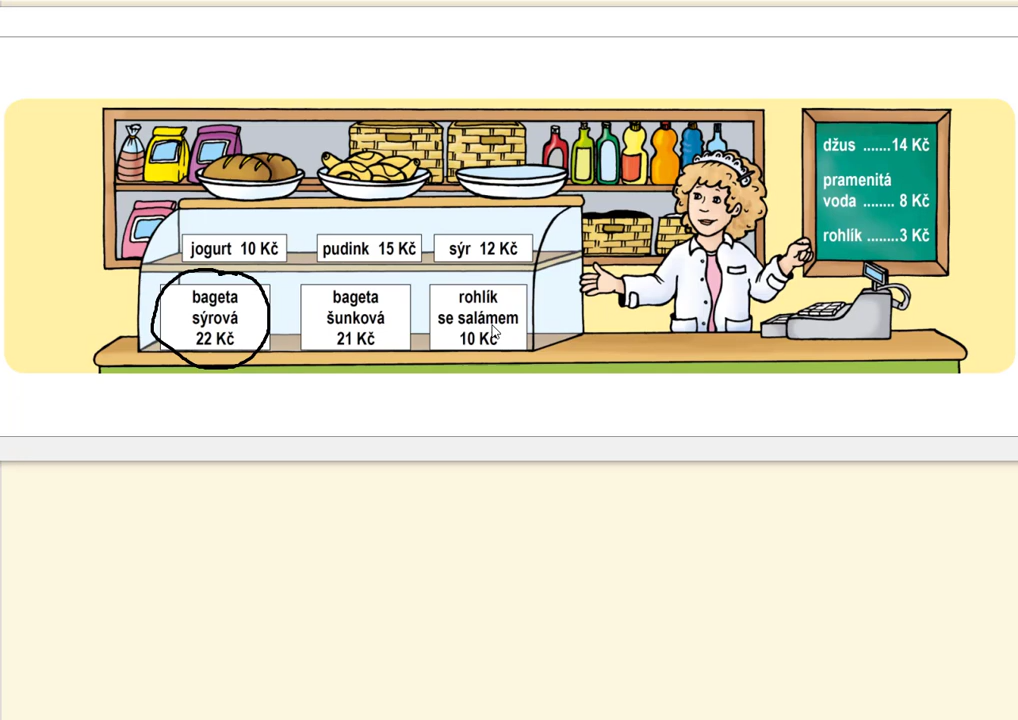 džus .......14 Kč
pramenitá
voda ........ 8 Kč
rohlík ........3 Kč
jogurt 10 Kč
pudink 15 Kč
sýr 12 Kč
bageta
sýrová
22 Kč
bageta
šunková
21 Kč
rohlík
se salámem
10 Kč